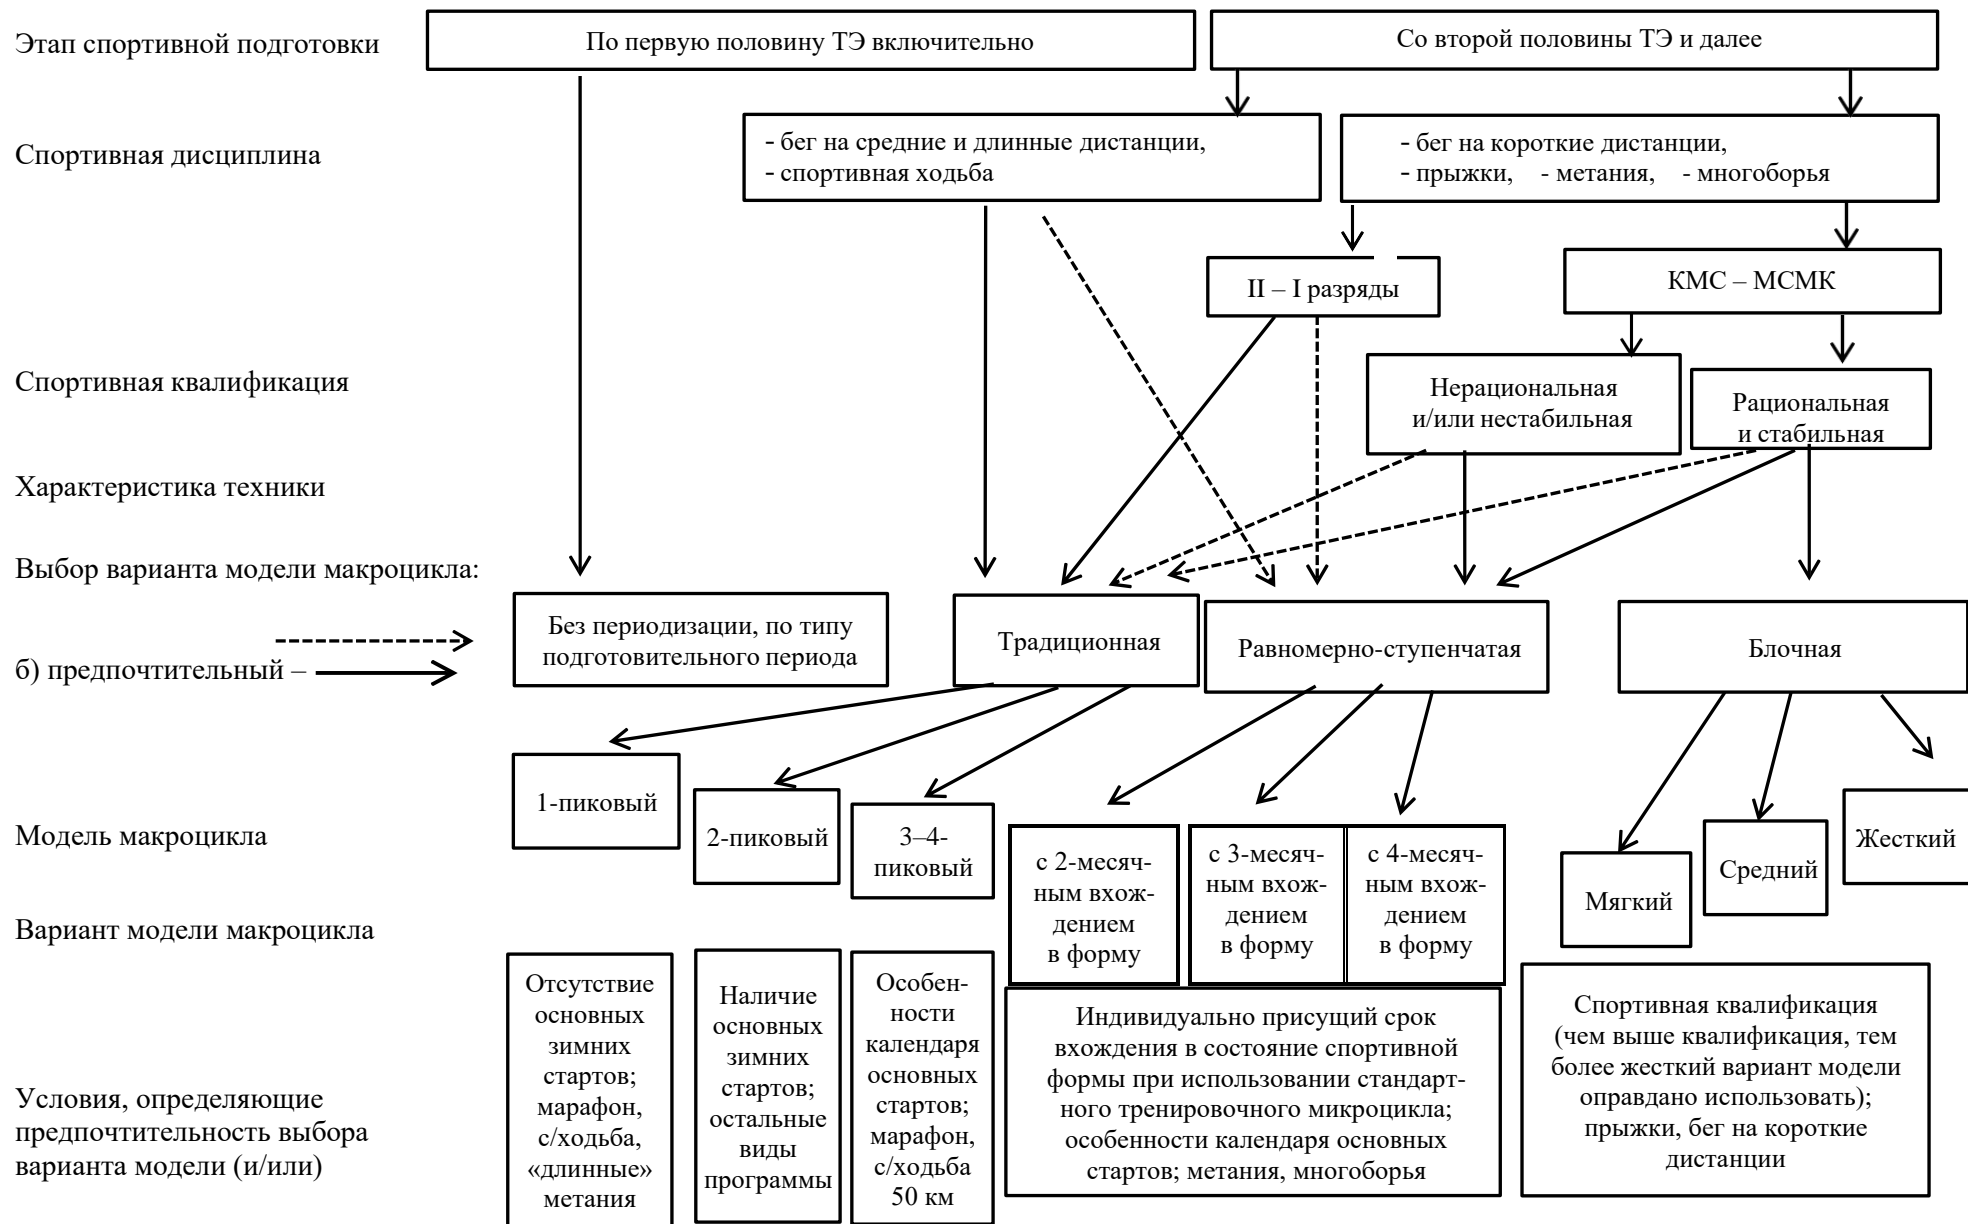 Этап спортивной подготовки
По первую половину ТЭ включительно
Со второй половины ТЭ и далее
Спортивная дисциплина
- бег на средние и длинные дистанции,
- спортивная ходьба
- бег на короткие дистанции,
- прыжки, - метания, - многоборья
II – I разряды
КМС – МСМК
Спортивная квалификация
Нерациональная
и/или нестабильная
Рациональная
и стабильная
Характеристика техники
Выбор варианта модели макроцикла:
б) предпочтительный –
Без периодизации, по типу
подготовительного периода
Традиционная
Равномерно-ступенчатая
Блочная
Модель макроцикла
1-пиковый
2-пиковый
3–4-
пиковый
с 2-месяч-
ным вхож-
дением
в форму
с 3-месяч-
ным вхож-
дением
в форму
с 4-месяч-
ным вхож-
дением
в форму
Мягкий
Средний
Жесткий
Вариант модели макроцикла
Условия, определяющие
предпочтительность выбора
варианта модели (и/или)
Отсутствие
основных
зимних
стартов;
марафон,
с/ходьба,
«длинные»
метания
Наличие
основных
зимних
стартов;
остальные
виды
программы
Особен-
ности
календаря
основных
стартов;
марафон,
с/ходьба
50 км
Индивидуально присущий срок
вхождения в состояние спортивной
формы при использовании стандарт-
ного тренировочного микроцикла;
особенности календаря основных
стартов; метания, многоборья
Спортивная квалификация
(чем выше квалификация, тем
более жесткий вариант модели
оправдано использовать);
прыжки, бег на короткие
дистанции